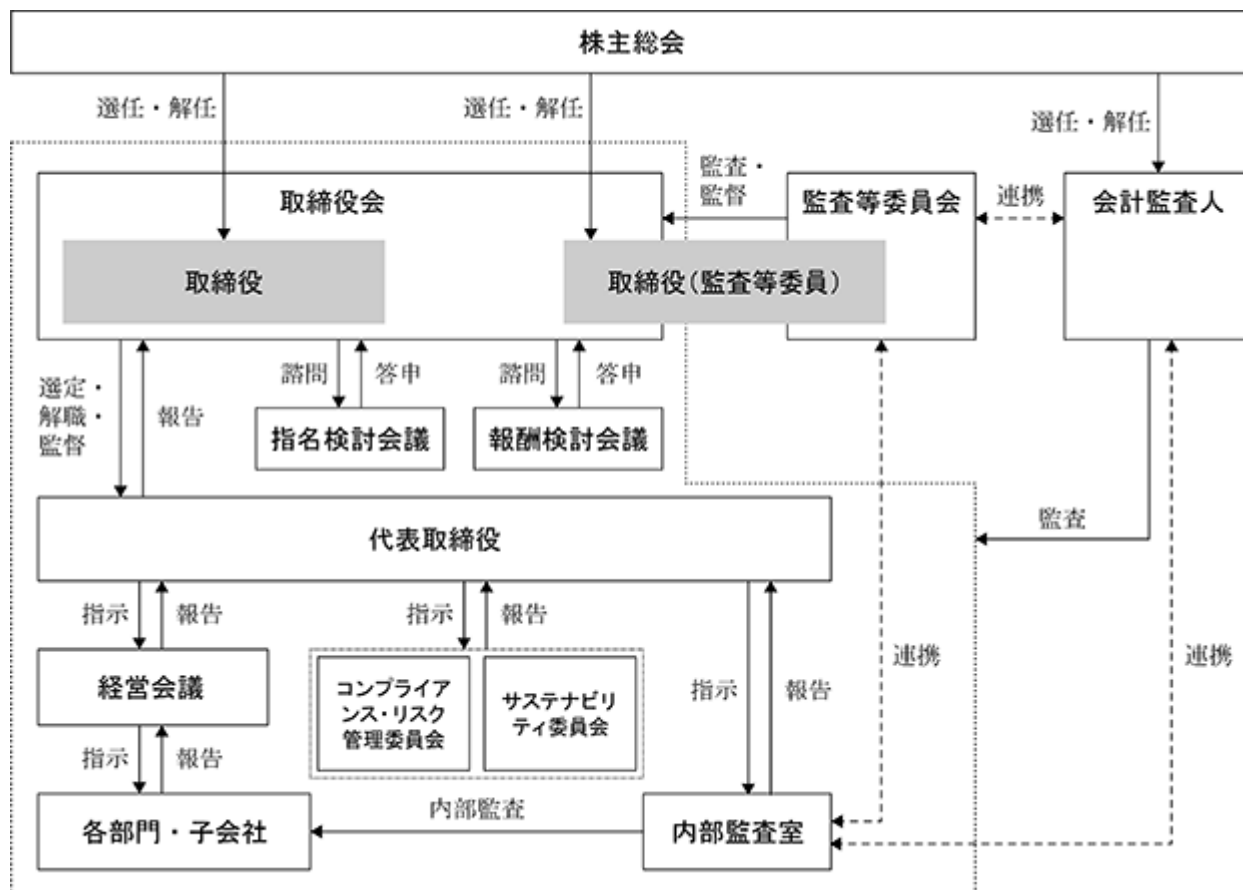 株主総会
選任・解任
選任・解任
選任・解任
取締役会
監査・
監督
監査等委員会
連携
会計監査人
取締役
取締役(監査等委員)
選定・
解職・
監督
報告
諮問
答申
諮問
答申
指名検討会議
報酬検討会議
代表取締役
監査
指示
報告
指示
報告
経営会議
コンプライア
ンス・リスク
管理委員会
サステナビリ
ティ委員会
指示
報告
連携
連携
指示
報告
各部門・子会社
内部監査
内部監査室